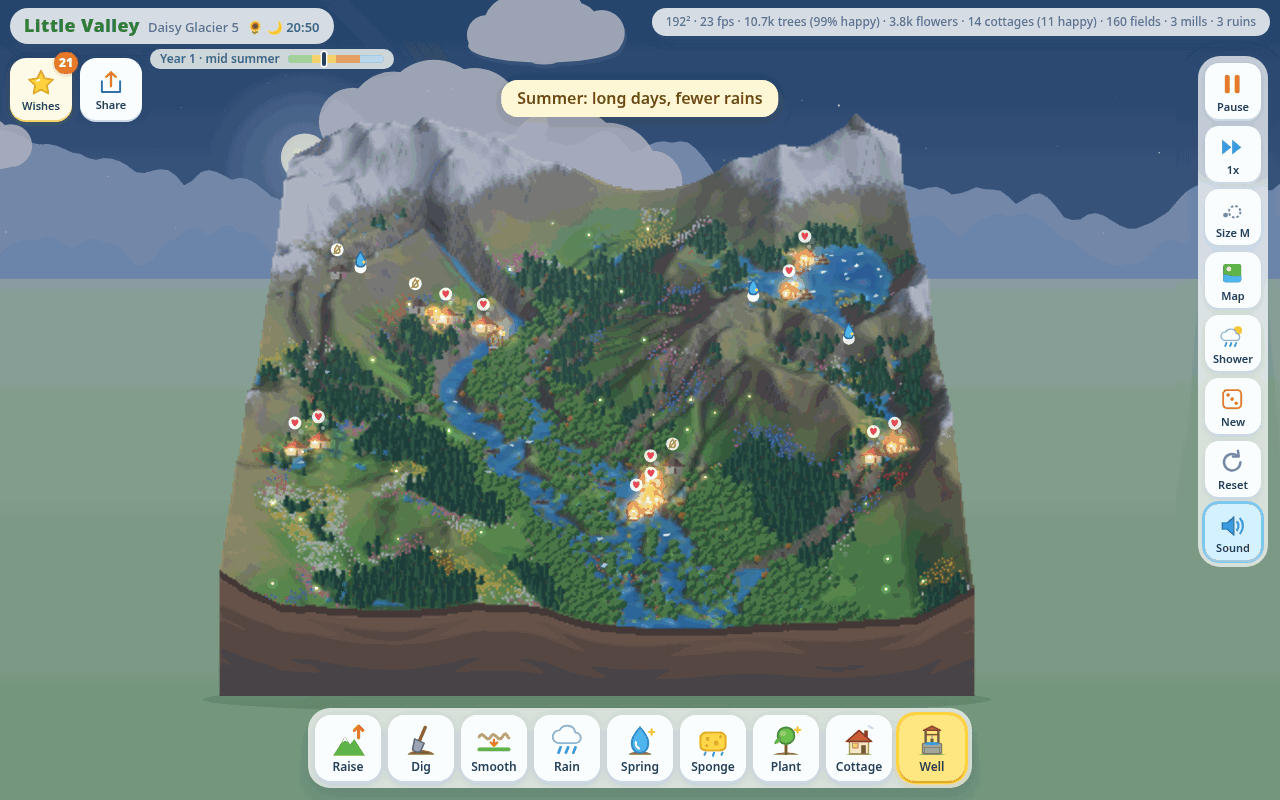 Little Valley Daisy Glacier 5 20:50
192² · 23 fps · 10.7k trees (99% happy) · 3.8k flowers · 14 cottages (11 happy) · 160 fields · 3 mills · 3 ruins
Year 1 · mid summer
21
Wishes
Share
Summer: long days, fewer rains
Pause
1x
Size M
Map
Shower
New
Reset
Sound
Raise
Dig
Smooth
Rain
Spring
Sponge
Plant
Cottage
Well